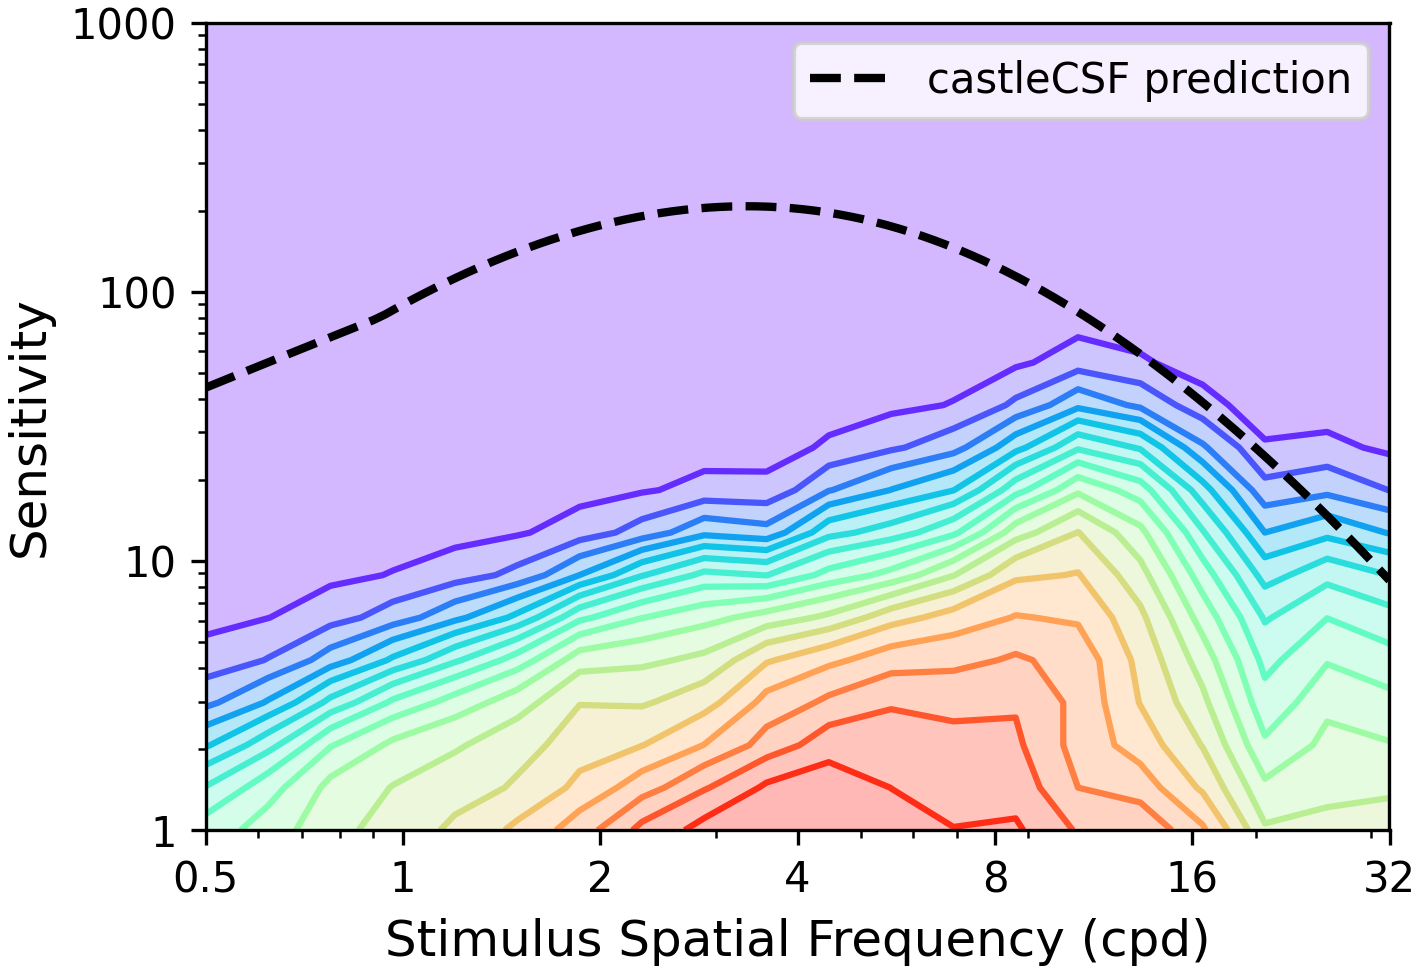 1000
100
10
1
Sensitivity
castleCSF prediction
0.5 1 2 4 8 16 32
Stimulus Spatial Frequency (cpd)